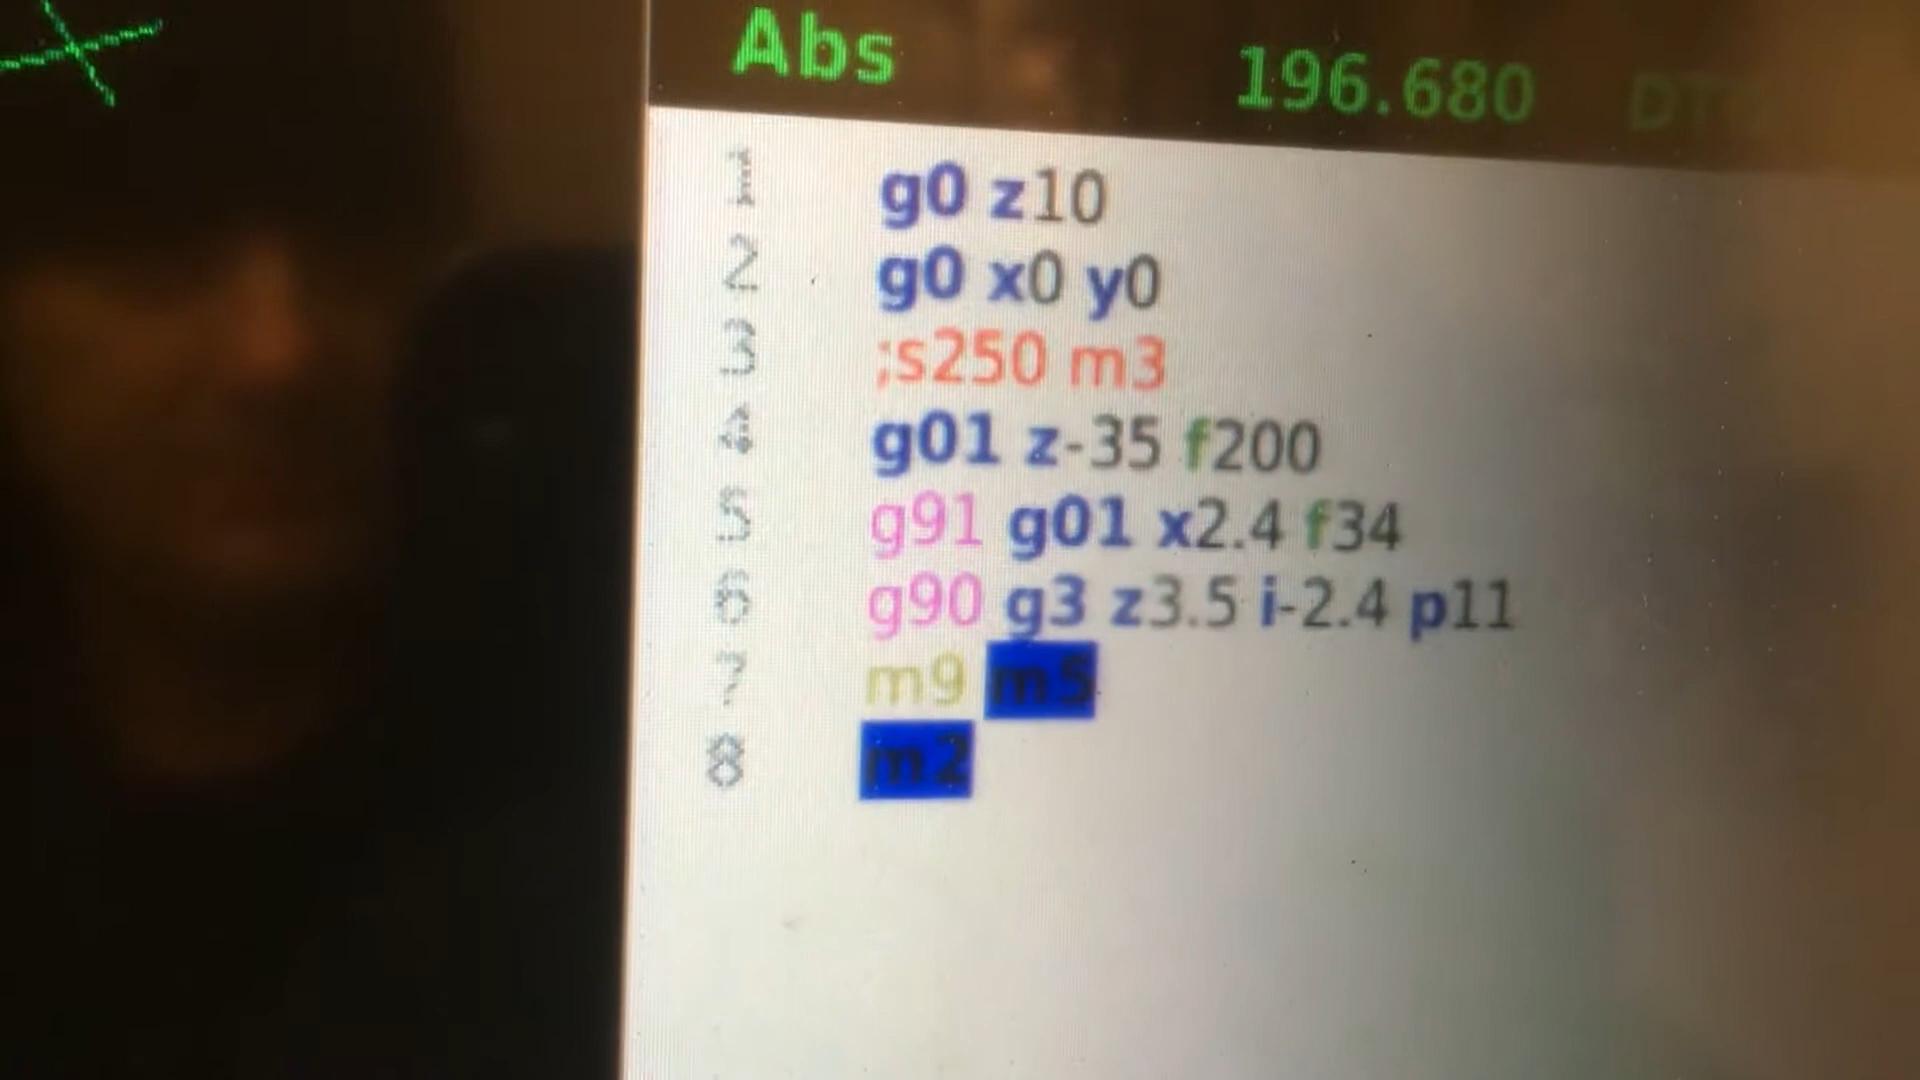 Abs 196.680
1 g0 z10
2 g0 x0 y0
3 ;s250 m3
4 g01 z-35 f200
5 g91 g01 x2.4 f34
6 g90 g3 z3.5 i-2.4 p11
7 m9 m5
8 m2